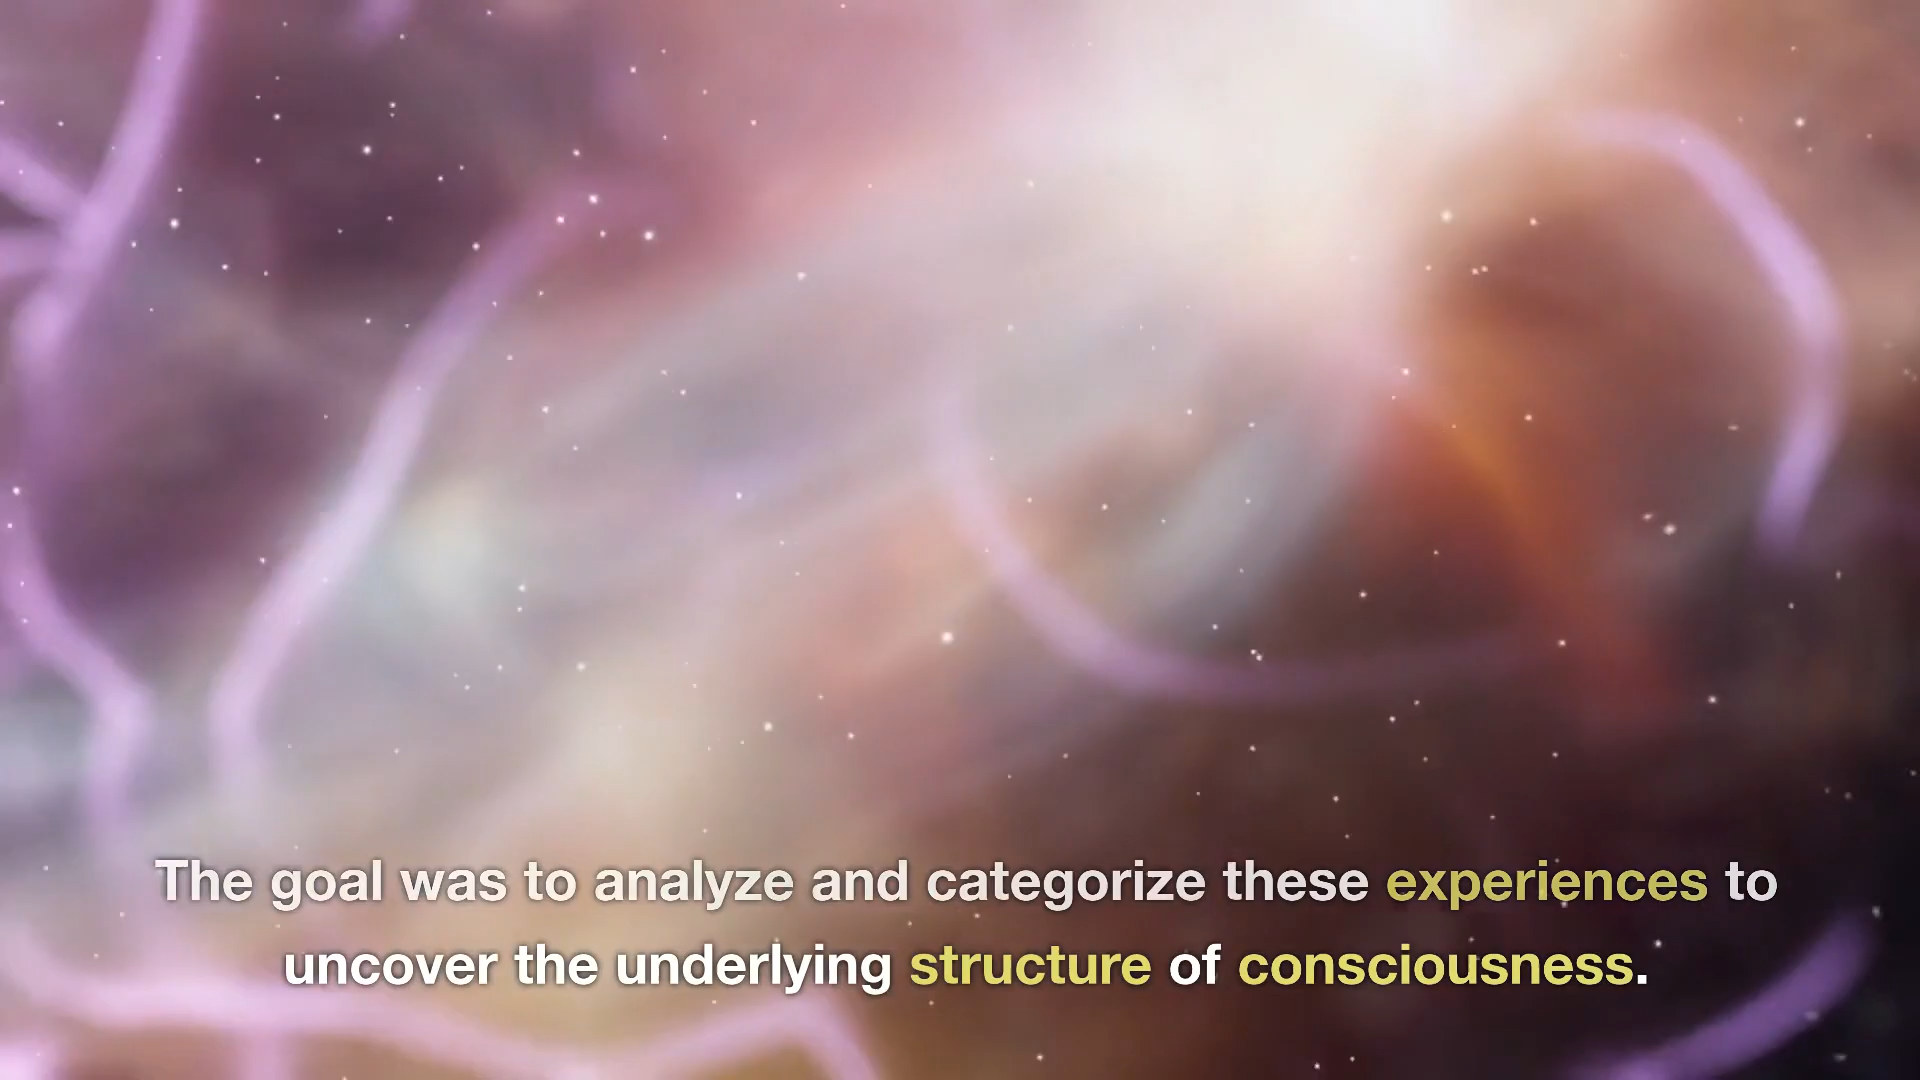 The goal was to analyze and categorize these experiences to
uncover the underlying structure of consciousness.